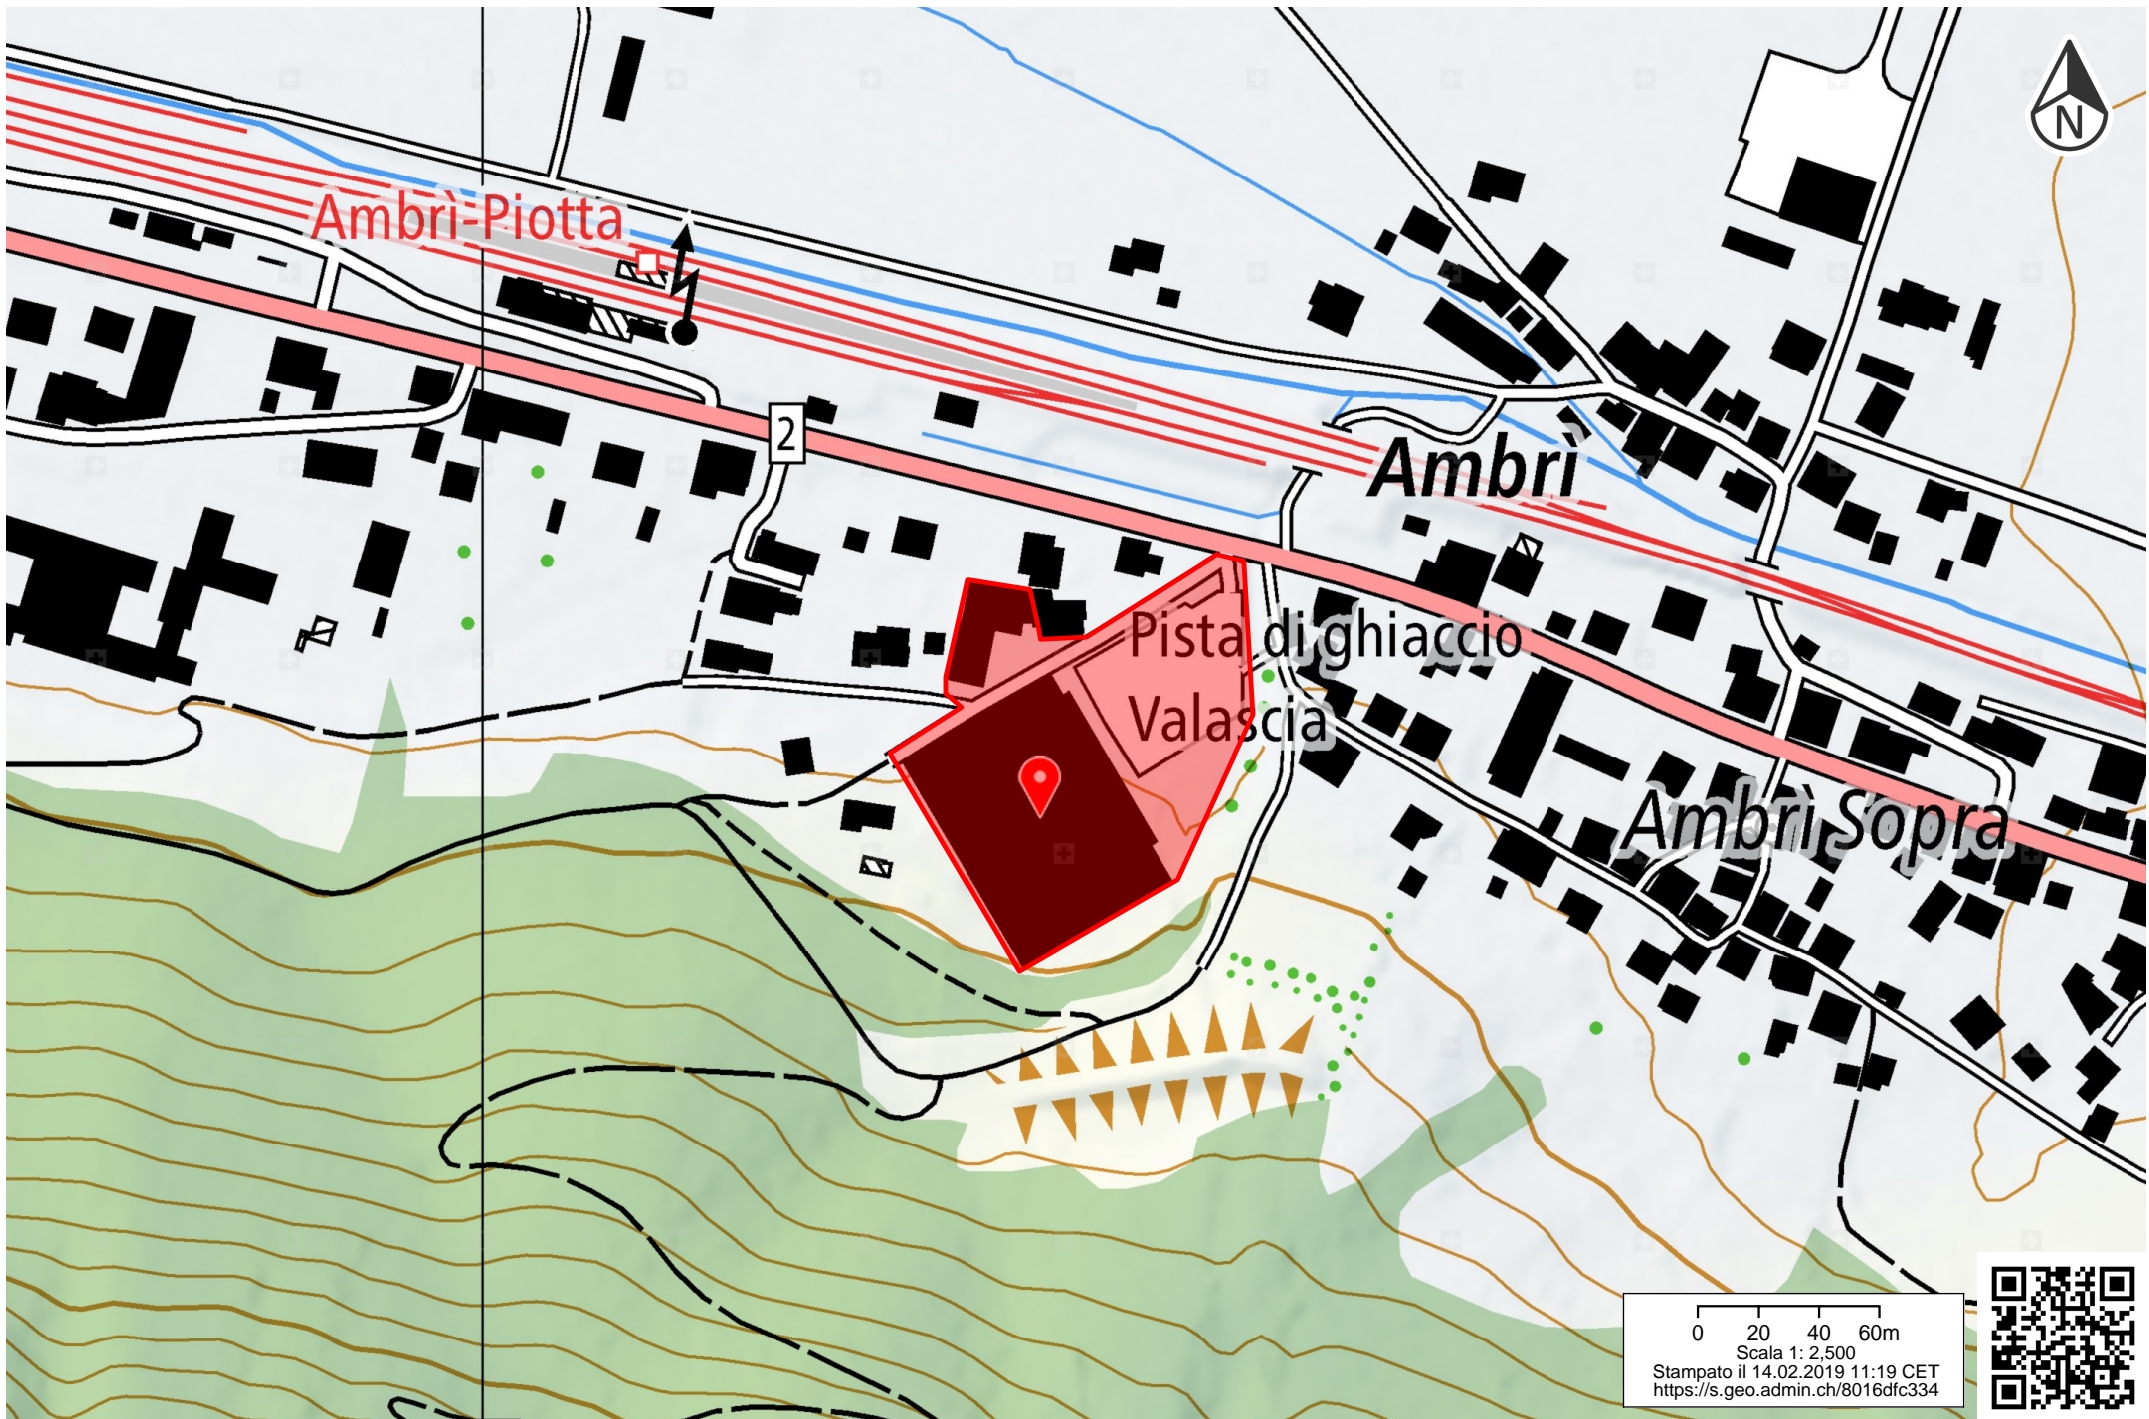 N
Ambrì-Piotta
2
Ambrì
Pista di ghiaccio
Valascia
Ambrì Sopra
0 20 40 60m
Scala 1: 2,500
Stampato il 14.02.2019 11:19 CET
https://s.geo.admin.ch/8016dfc334